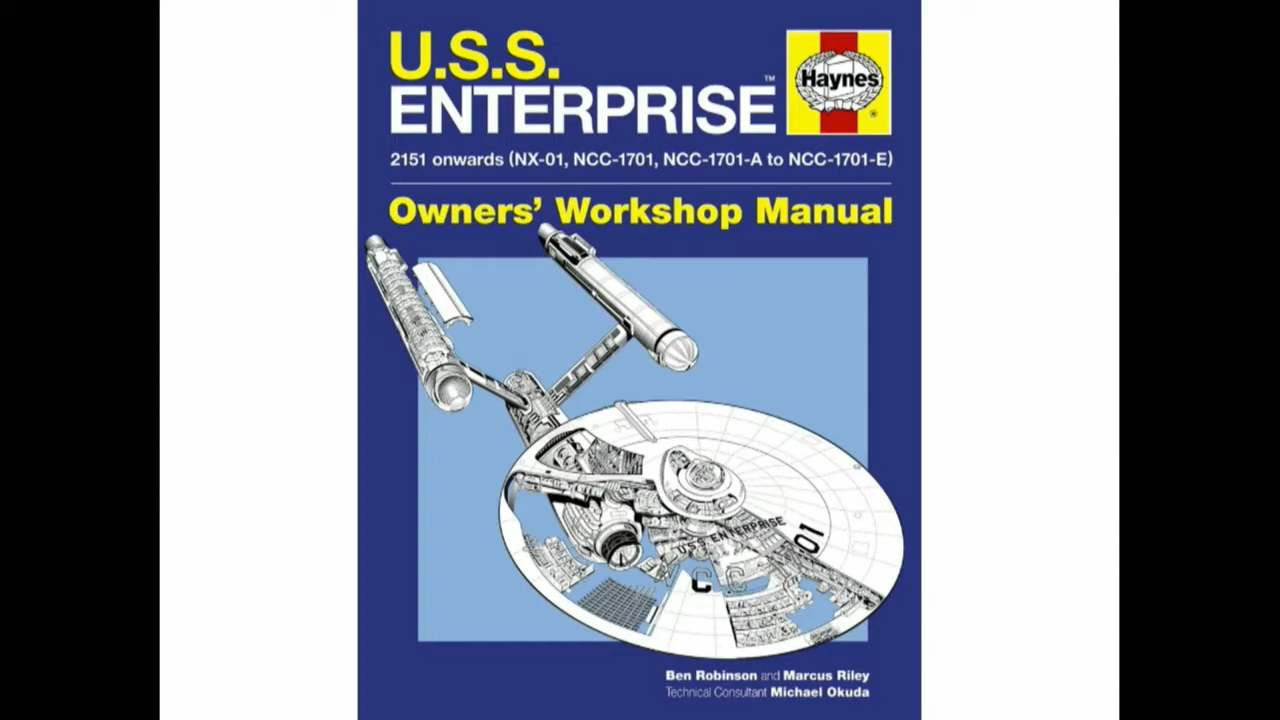 U.S.S.
ENTERPRISE™
Haynes
®
2151 onwards (NX-01, NCC-1701, NCC-1701-A to NCC-1701-E)
Owners' Workshop Manual
U.S.S. ENTERPRISE
C C 01
Ben Robinson and Marcus Riley
Technical Consultant Michael Okuda